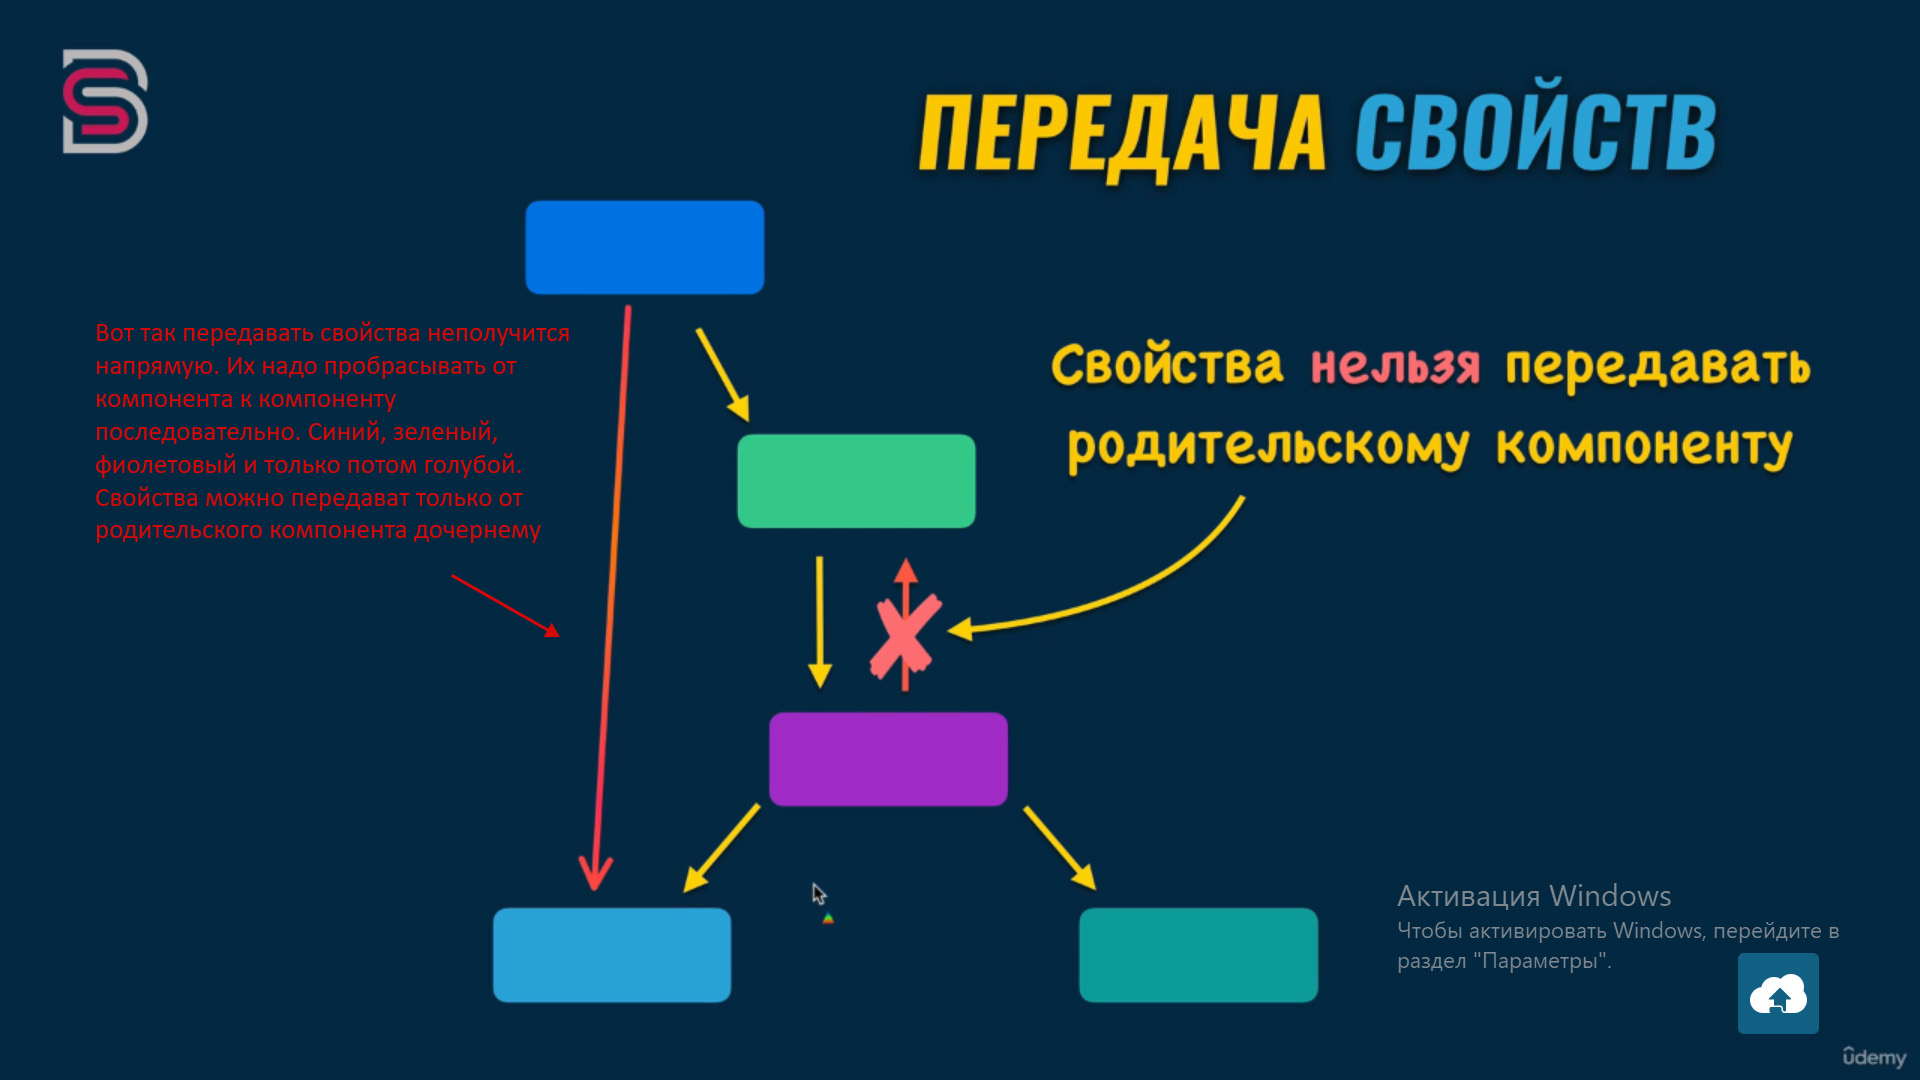 ПЕРЕДАЧА СВОЙСТВ
Вот так передавать свойства неполучится
напрямую. Их надо пробрасывать от
компонента к компоненту
последовательно. Синий, зеленый,
фиолетовый и только потом голубой.
Свойства можно передават только от
родительского компонента дочернему
Свойства нельзя передавать
родительскому компоненту
Активация Windows
Чтобы активировать Windows, перейдите в
раздел "Параметры".
ûdemy